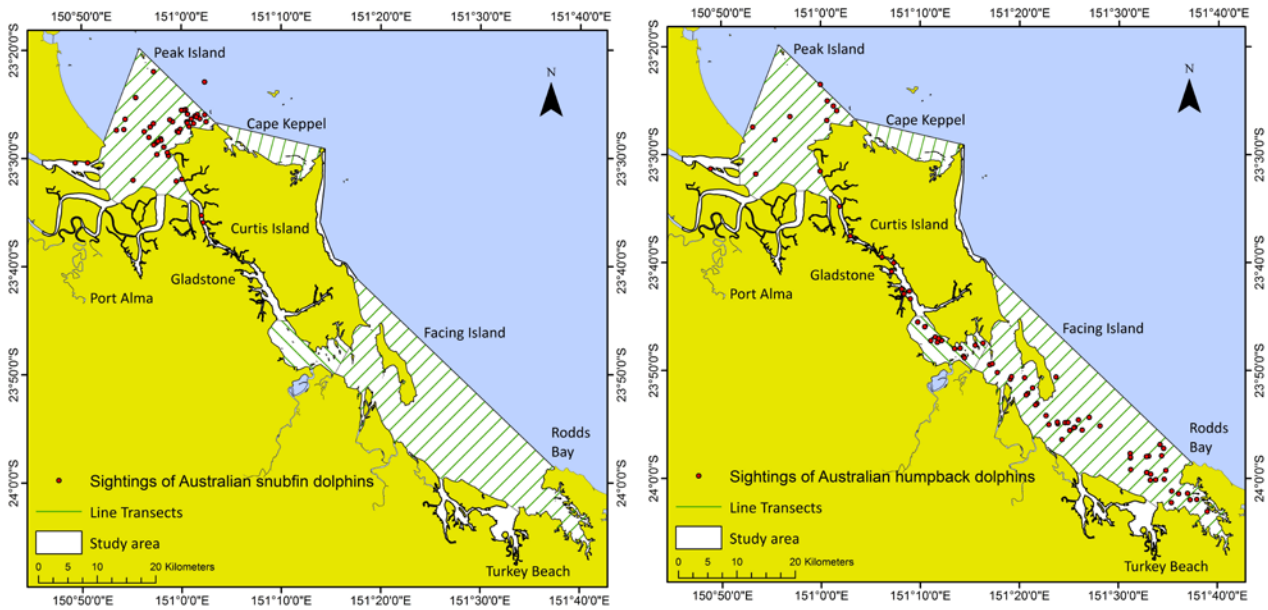 150°50'0"E 151°0'0"E 151°10'0"E 151°20'0"E 151°30'0"E 151°40'0"E
23°20'0"S
23°30'0"S
23°40'0"S
23°50'0"S
24°0'0"S
Peak Island
N
Cape Keppel
Curtis Island
Gladstone
Port Alma
Facing Island
Rodds
Bay
Sightings of Australian snubfin dolphins
Line Transects
Study area
0 5 10 20 Kilometers
Turkey Beach
150°50'0"E 151°0'0"E 151°10'0"E 151°20'0"E 151°30'0"E 151°40'0"E
150°50'0"E 151°0'0"E 151°10'0"E 151°20'0"E 151°30'0"E 151°40'0"E
Peak Island
N
Cape Keppel
Curtis Island
Gladstone
Port Alma
Facing Island
Rodds
Bay
Sightings of Australian humpback dolphins
Line Transects
Study area
0 5 10 20 Kilometers
Turkey Beach
23°20'0"S
23°30'0"S
23°40'0"S
23°50'0"S
24°0'0"S
150°50'0"E 151°0'0"E 151°10'0"E 151°20'0"E 151°30'0"E 151°40'0"E